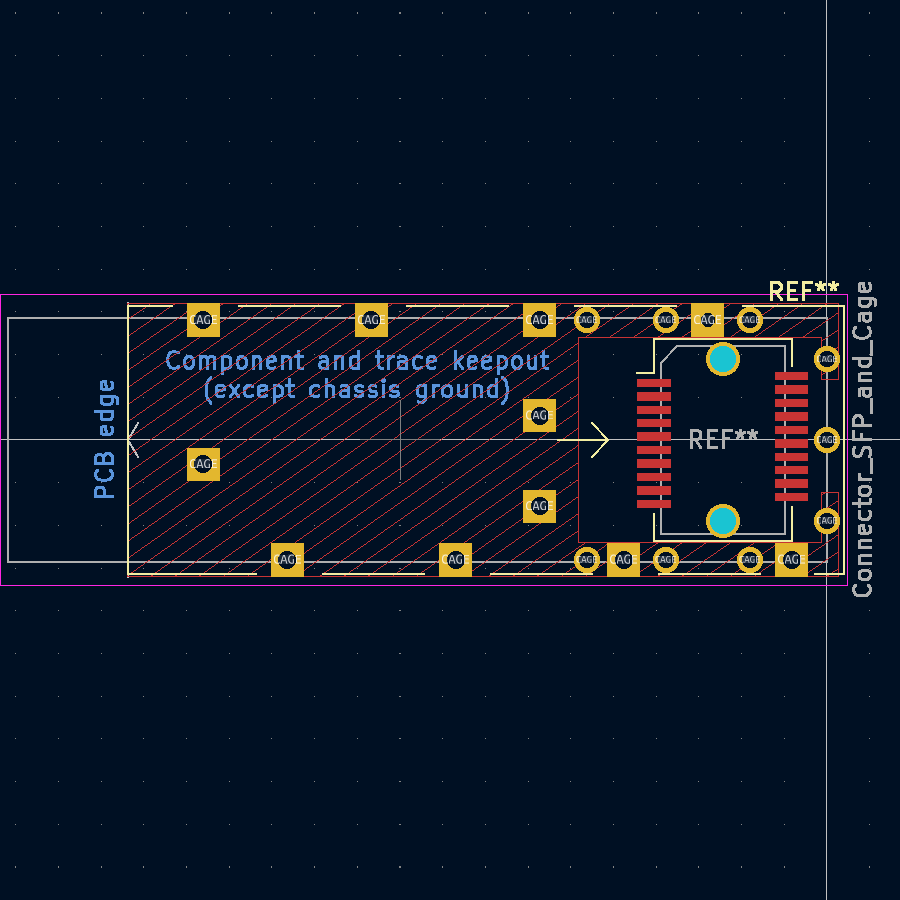 REF**
CAGE CAGE CAGE CAGE CAGE CAGE CAGE
Component and trace keepout
(except chassis ground)
CAGE
CAGE
PCB edge
REF**
CAGE
Connector_SFP_and_Cage
CAGE
CAGE
CAGE
CAGE CAGE CAGE CAGE CAGE CAGE CAGE